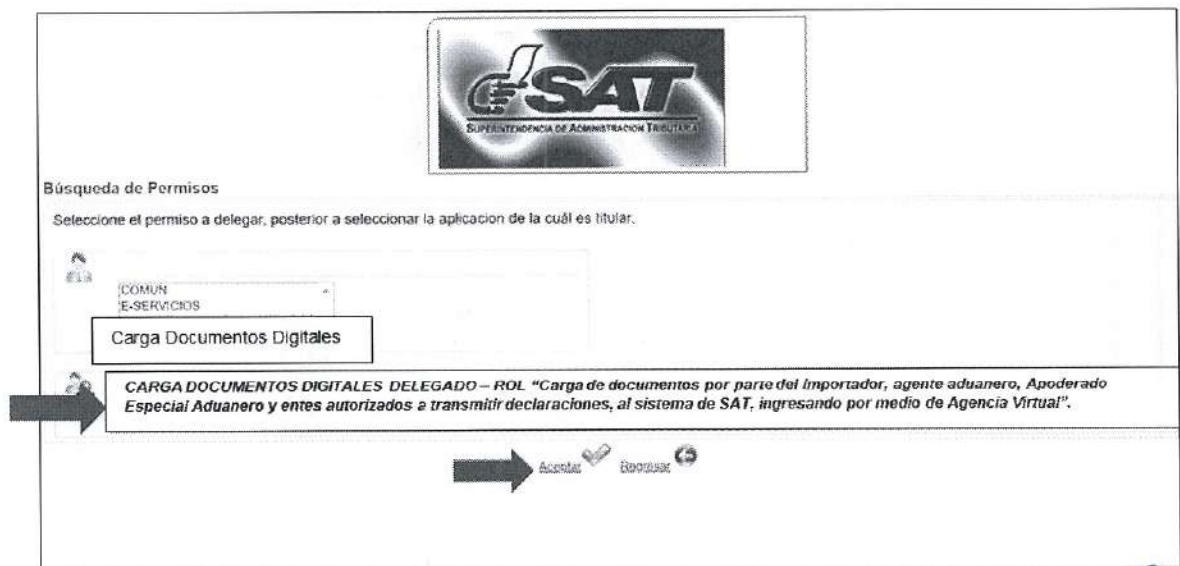 SAT
SUPERINTENDENCIA DE ADMINISTRACION TRIBUTARIA
Búsqueda de Permisos
Seleccione el permiso a delegar, posterior a seleccionar la aplicacion de la cuál es titular.
COMUN
E-SERVICIOS
Carga Documentos Digitales
CARGA DOCUMENTOS DIGITALES DELEGADO – ROL "Carga de documentos por parte del Importador, agente aduanero, Apoderado
Especial Aduanero y entes autorizados a transmitir declaraciones, al sistema de SAT, ingresando por medio de Agencia Virtual".
Aceptar Regresar